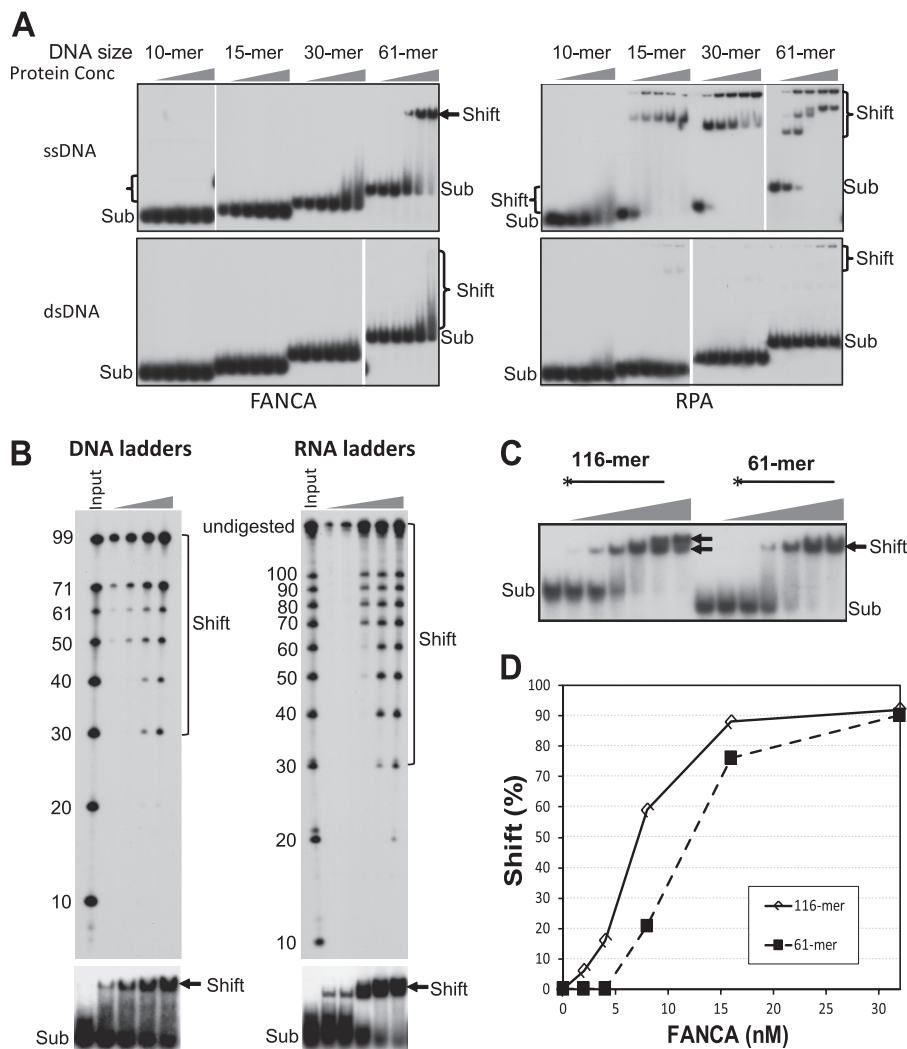 A
DNA size 10-mer 15-mer 30-mer 61-mer
Protein Conc
10-mer 15-mer 30-mer 61-mer
ssDNA
Shift
Sub
Sub
Shift
Sub
Shift
Sub
dsDNA
Shift
Sub
Sub
Shift
Sub
Sub
FANCA
RPA
B
DNA ladders
RNA ladders
Input
Input
99
71
61
50
40
30
20
10
Shift
undigested
100
90
80
70
60
50
40
30
20
10
Shift
Sub
Shift
Sub
Shift
C
116-mer
61-mer
*
*
Sub
Shift
Sub
D
Shift (%)
100
90
80
70
60
50
40
30
20
10
0
0 5 10 15 20 25 30
116-mer
61-mer
FANCA (nM)